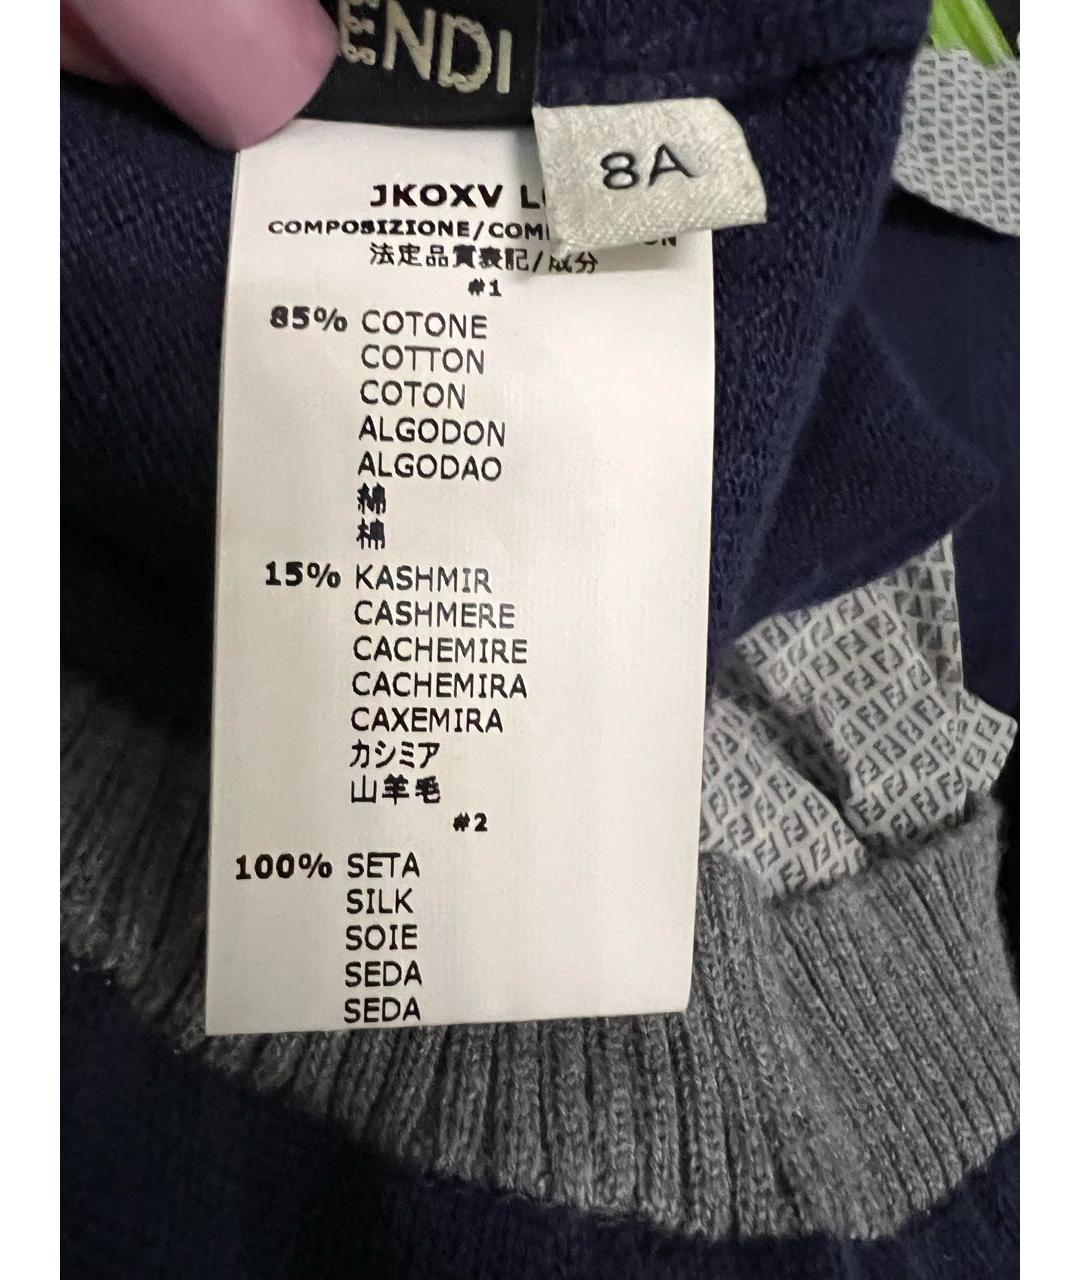 ENDI
8A
JKOXV
COMPOSIZIONE/COM
法定品質表記/成分
#1
85% COTONE
COTTON
COTON
ALGODON
ALGODAO
綿
棉
15% KASHMIR
CASHMERE
CACHEMIRE
CACHEMIRA
CAXEMIRA
カシミア
山羊毛
#2
100% SETA
SILK
SOIE
SEDA
SEDA